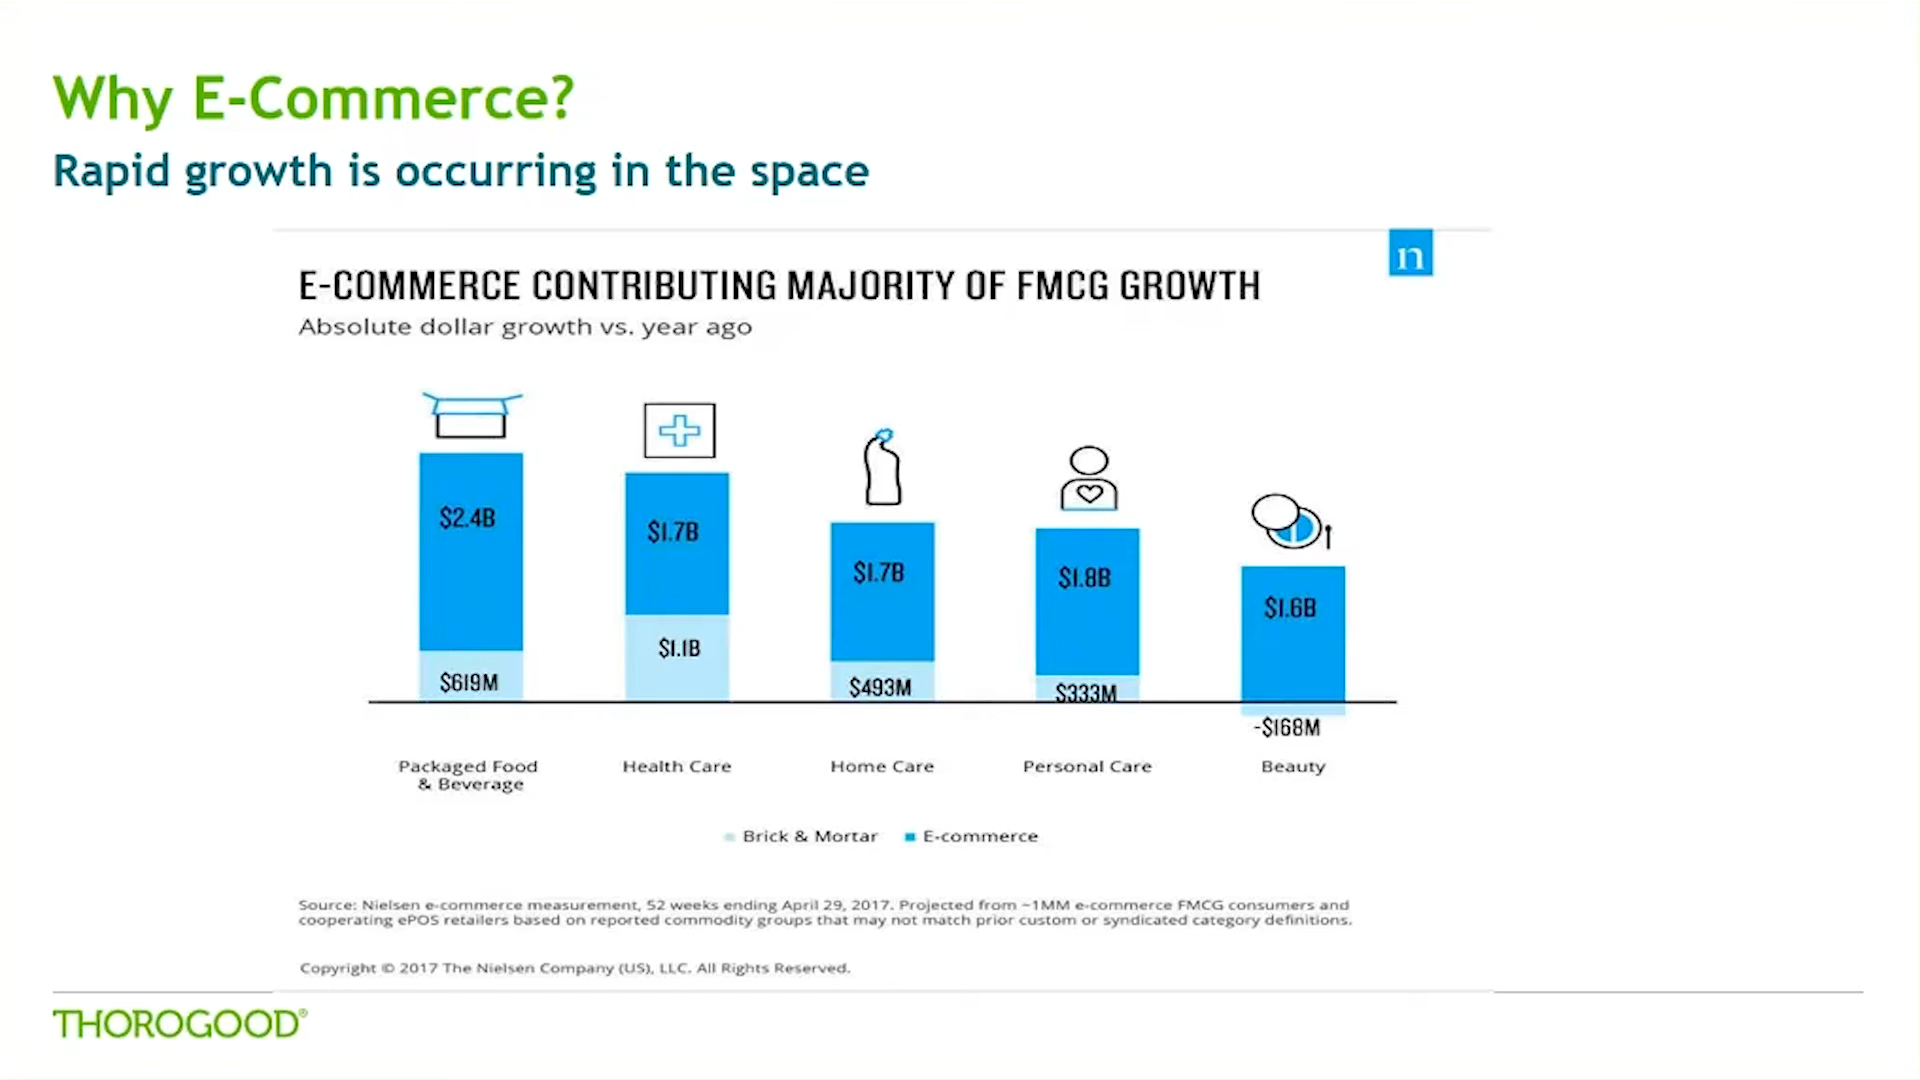 Why E-Commerce?
Rapid growth is occurring in the space
n
E-COMMERCE CONTRIBUTING MAJORITY OF FMCG GROWTH
Absolute dollar growth vs. year ago
$2.4B
$1.7B
$1.7B
$1.8B
$1.6B
$619M
$1.1B
$493M
$333M
-$168M
Packaged Food
& Beverage
Health Care
Home Care
Personal Care
Beauty
Brick & Mortar
E-commerce
Source: Nielsen e-commerce measurement, 52 weeks ending April 29, 2017. Projected from ~1MM e-commerce FMCG consumers and
cooperating ePOS retailers based on reported commodity groups that may not match prior custom or syndicated category definitions.
Copyright © 2017 The Nielsen Company (US), LLC. All Rights Reserved.
THOROGOOD®